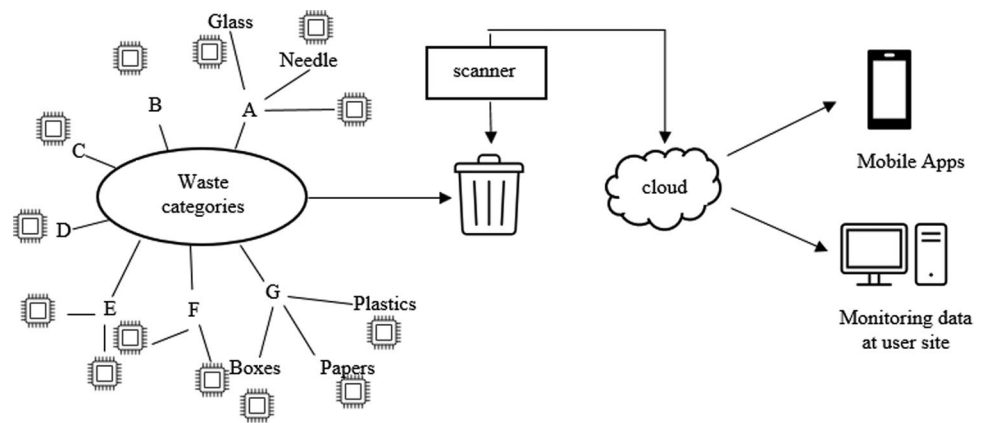 Glass
Needle
scanner
B
A
C
Waste
categories
D
cloud
Mobile Apps
E
F
G
Plastics
Boxes
Papers
Monitoring data
at user site